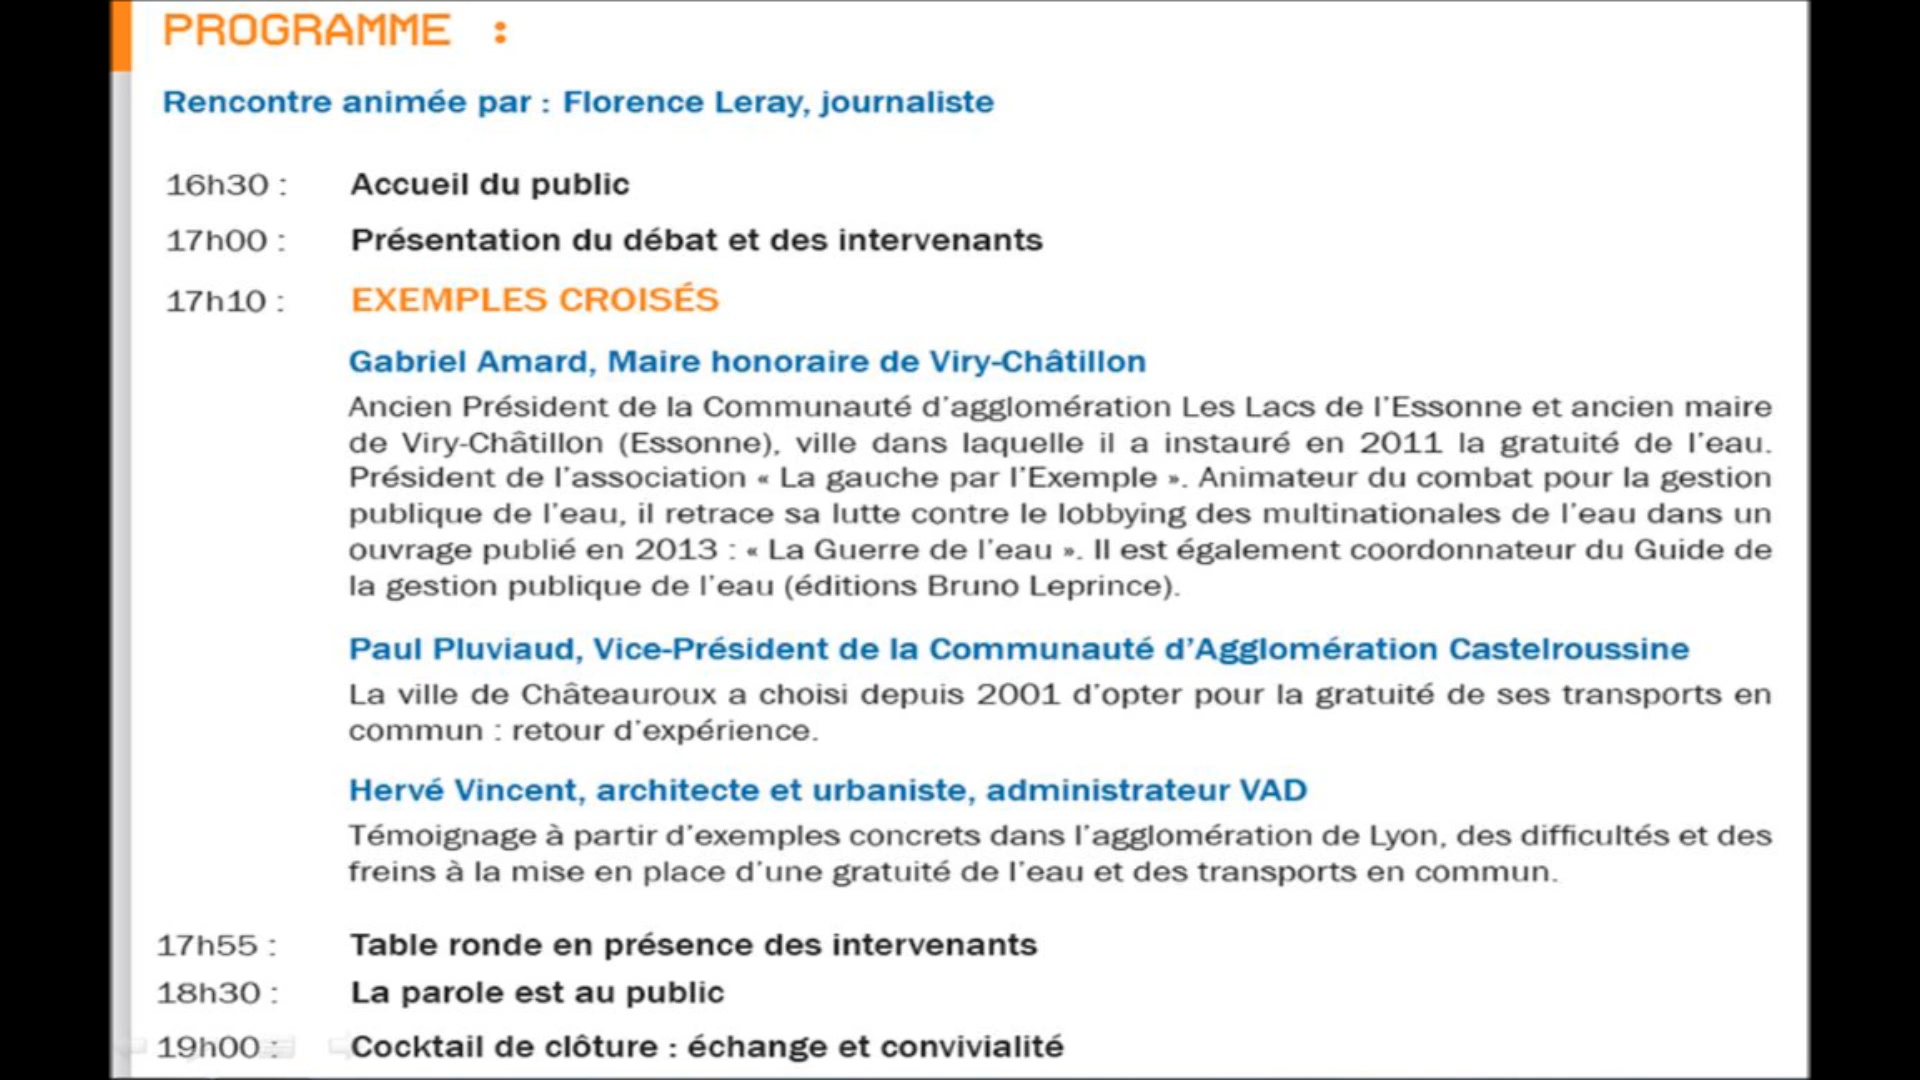 PROGRAMME :
Rencontre animée par : Florence Leray, journaliste
16h30 : Accueil du public
17h00 : Présentation du débat et des intervenants
17h10 : EXEMPLES CROISÉS
Gabriel Amard, Maire honoraire de Viry-Châtillon
Ancien Président de la Communauté d'agglomération Les Lacs de l'Essonne et ancien maire
de Viry-Châtillon (Essonne), ville dans laquelle il a instauré en 2011 la gratuité de l'eau.
Président de l'association « La gauche par l'Exemple ». Animateur du combat pour la gestion
publique de l'eau, il retrace sa lutte contre le lobbying des multinationales de l'eau dans un
ouvrage publié en 2013 : « La Guerre de l'eau ». Il est également coordonnateur du Guide de
la gestion publique de l'eau (éditions Bruno Leprince).
Paul Pluviaud, Vice-Président de la Communauté d'Agglomération Castelroussine
La ville de Châteauroux a choisi depuis 2001 d'opter pour la gratuité de ses transports en
commun : retour d'expérience.
Hervé Vincent, architecte et urbaniste, administrateur VAD
Témoignage à partir d'exemples concrets dans l'agglomération de Lyon, des difficultés et des
freins à la mise en place d'une gratuité de l'eau et des transports en commun.
17h55 : Table ronde en présence des intervenants
18h30 : La parole est au public
19h00 : Cocktail de clôture : échange et convivialité